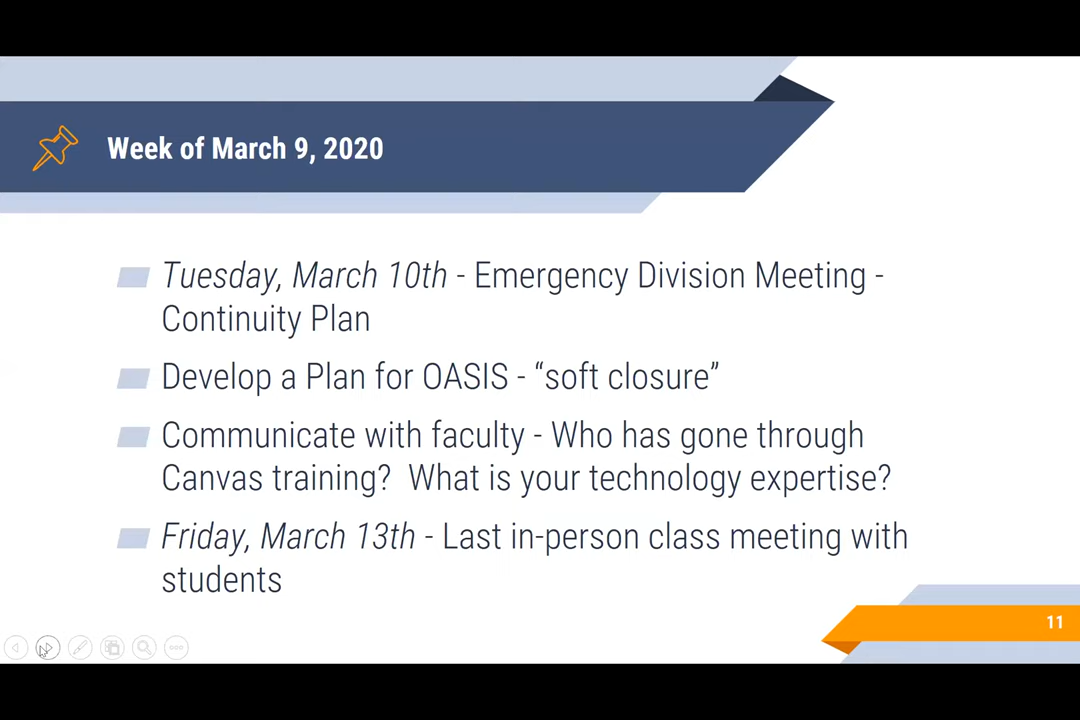 Week of March 9, 2020
Tuesday, March 10th - Emergency Division Meeting -
Continuity Plan
Develop a Plan for OASIS - “soft closure”
Communicate with faculty - Who has gone through
Canvas training?  What is your technology expertise?
Friday, March 13th - Last in-person class meeting with
students
11